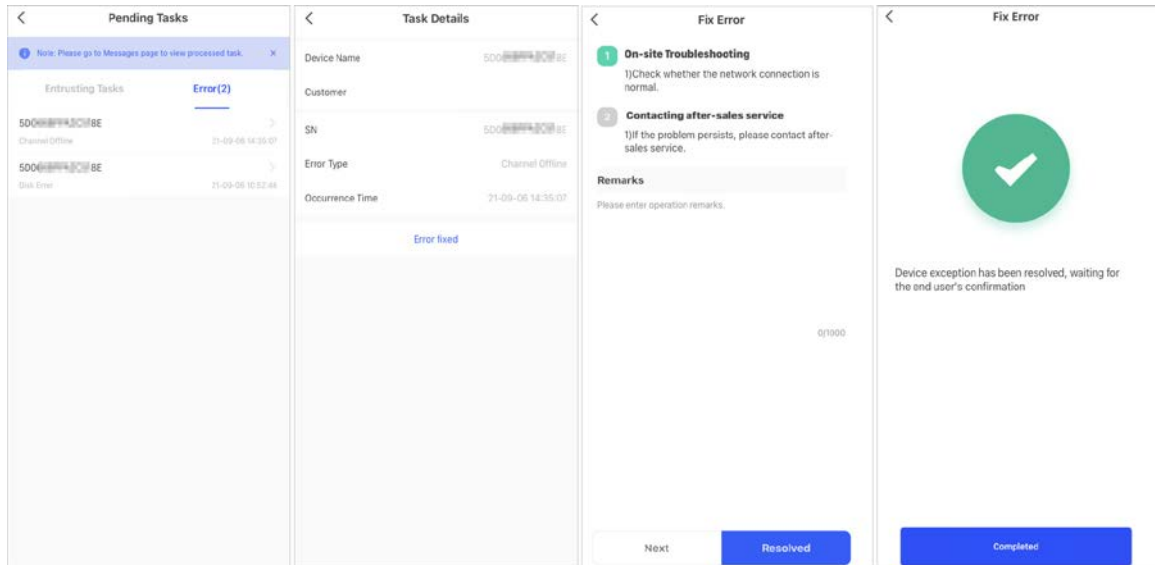 Pending Tasks
Note: Please go to Messages page to view processed task.
Entrusting Tasks
Error(2)
Channel Offline
21-09-06 14:35:07
Disk Error
21-09-06 10:52:46
Task Details
Device Name
Customer
SN
Error Type
Channel Offline
Occurrence Time
21-09-06 14:35:07
Error fixed
Fix Error
1
On-site Troubleshooting
1)Check whether the network connection is
normal.
2
Contacting after-sales service
1)If the problem persists, please contact after-
sales service.
Remarks
Please enter operation remarks.
0/1000
Next
Resolved
Fix Error
Device exception has been resolved, waiting for
the end user's confirmation
Completed